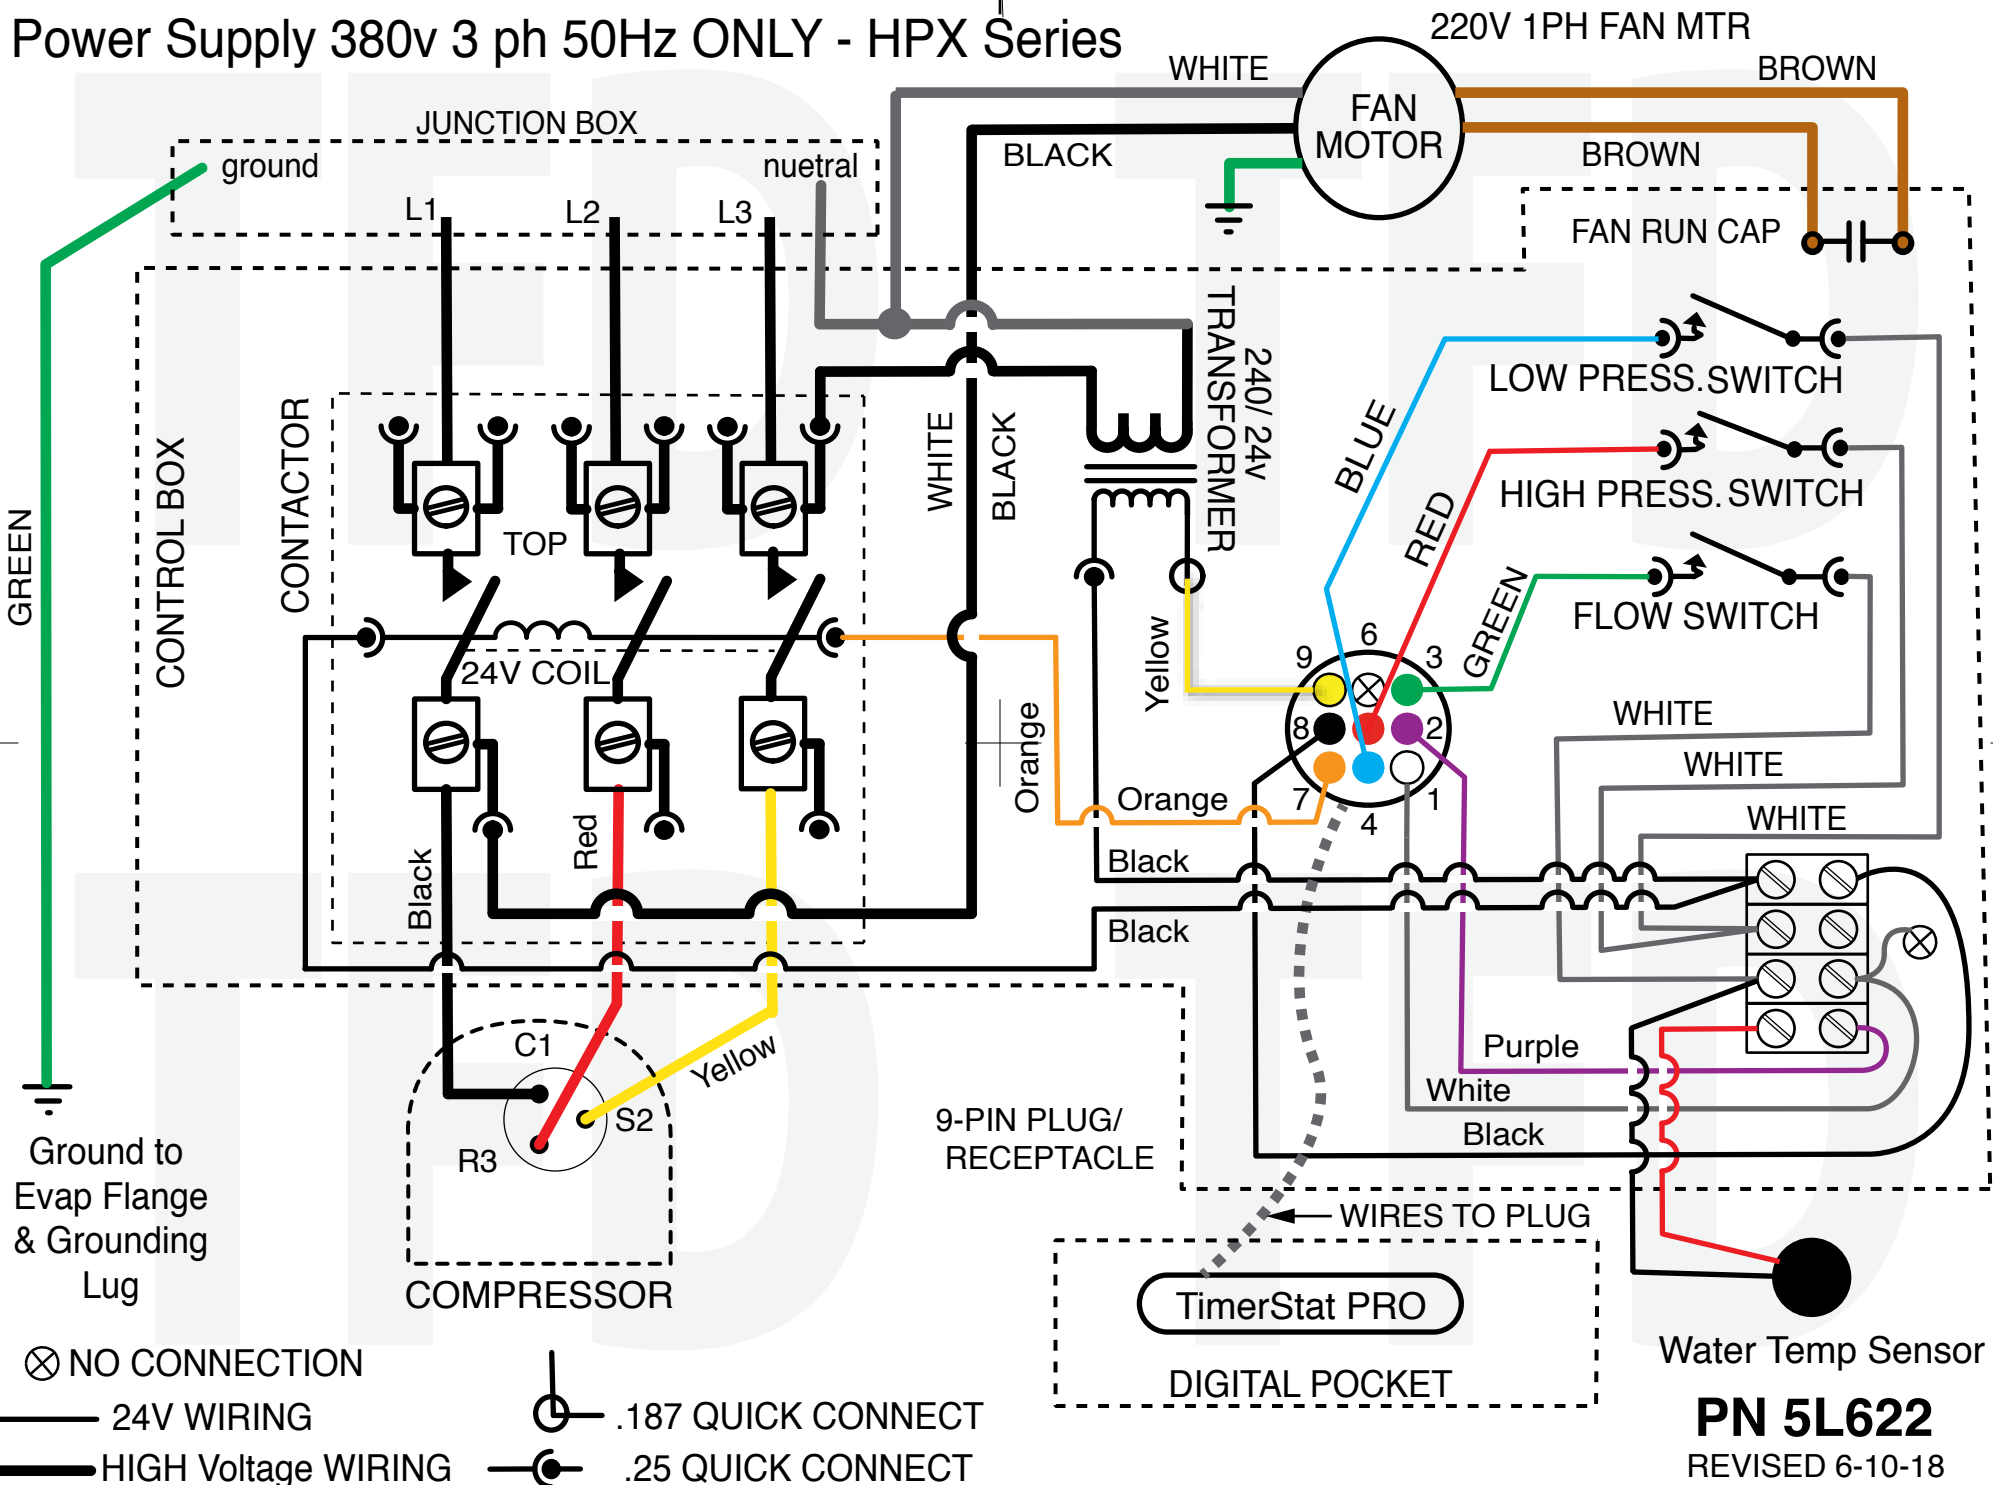 Power Supply 380v 3 ph 50Hz ONLY - HPX Series
220V 1PH FAN MTR
WHITE
FAN
MOTOR
BROWN
JUNCTION BOX
BLACK
BROWN
ground
nuetral
L1
L2
L3
FAN RUN CAP
240/ 24v
TRANSFORMER
LOW PRESS. SWITCH
BLUE
HIGH PRESS. SWITCH
RED
CONTACTOR
CONTROL BOX
WHITE
BLACK
TOP
GREEN
FLOW SWITCH
GREEN
24V COIL
Yellow
9
6
3
8
2
7
4
1
Orange
Orange
WHITE
WHITE
WHITE
Black
Red
Black
Black
C1
S2
R3
Yellow
Purple
White
Black
9-PIN PLUG/
RECEPTACLE
Ground to
Evap Flange
& Grounding
Lug
COMPRESSOR
WIRES TO PLUG
TimerStat PRO
DIGITAL POCKET
Water Temp Sensor
NO CONNECTION
24V WIRING
HIGH Voltage WIRING
.187 QUICK CONNECT
.25 QUICK CONNECT
PN 5L622
REVISED 6-10-18
TFD
TFD
TFD
TFD